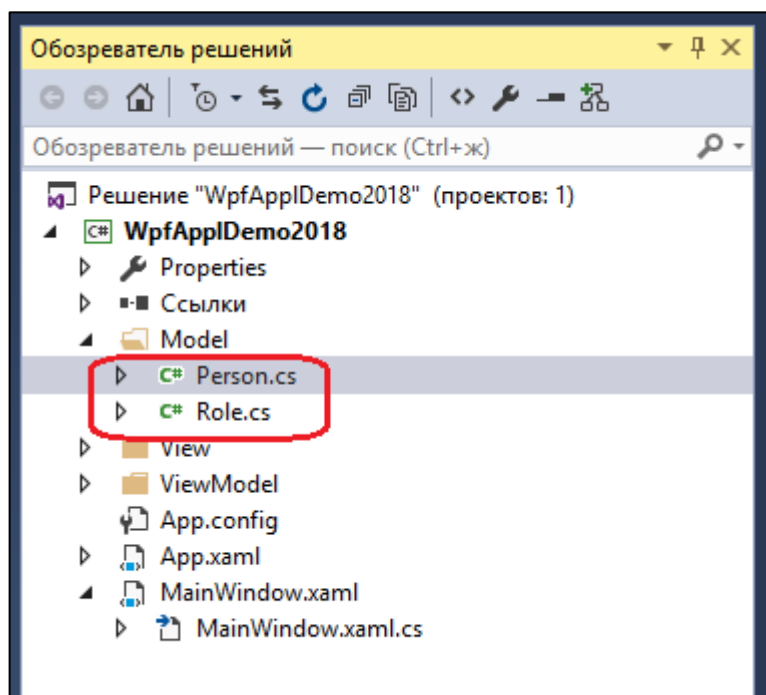 Обозреватель решений
Обозреватель решений — поиск (Ctrl+ж)
Решение "WpfApplDemo2018" (проектов: 1)
C# WpfApplDemo2018
Properties
Ссылки
Model
C# Person.cs
C# Role.cs
View
ViewModel
App.config
App.xaml
MainWindow.xaml
MainWindow.xaml.cs